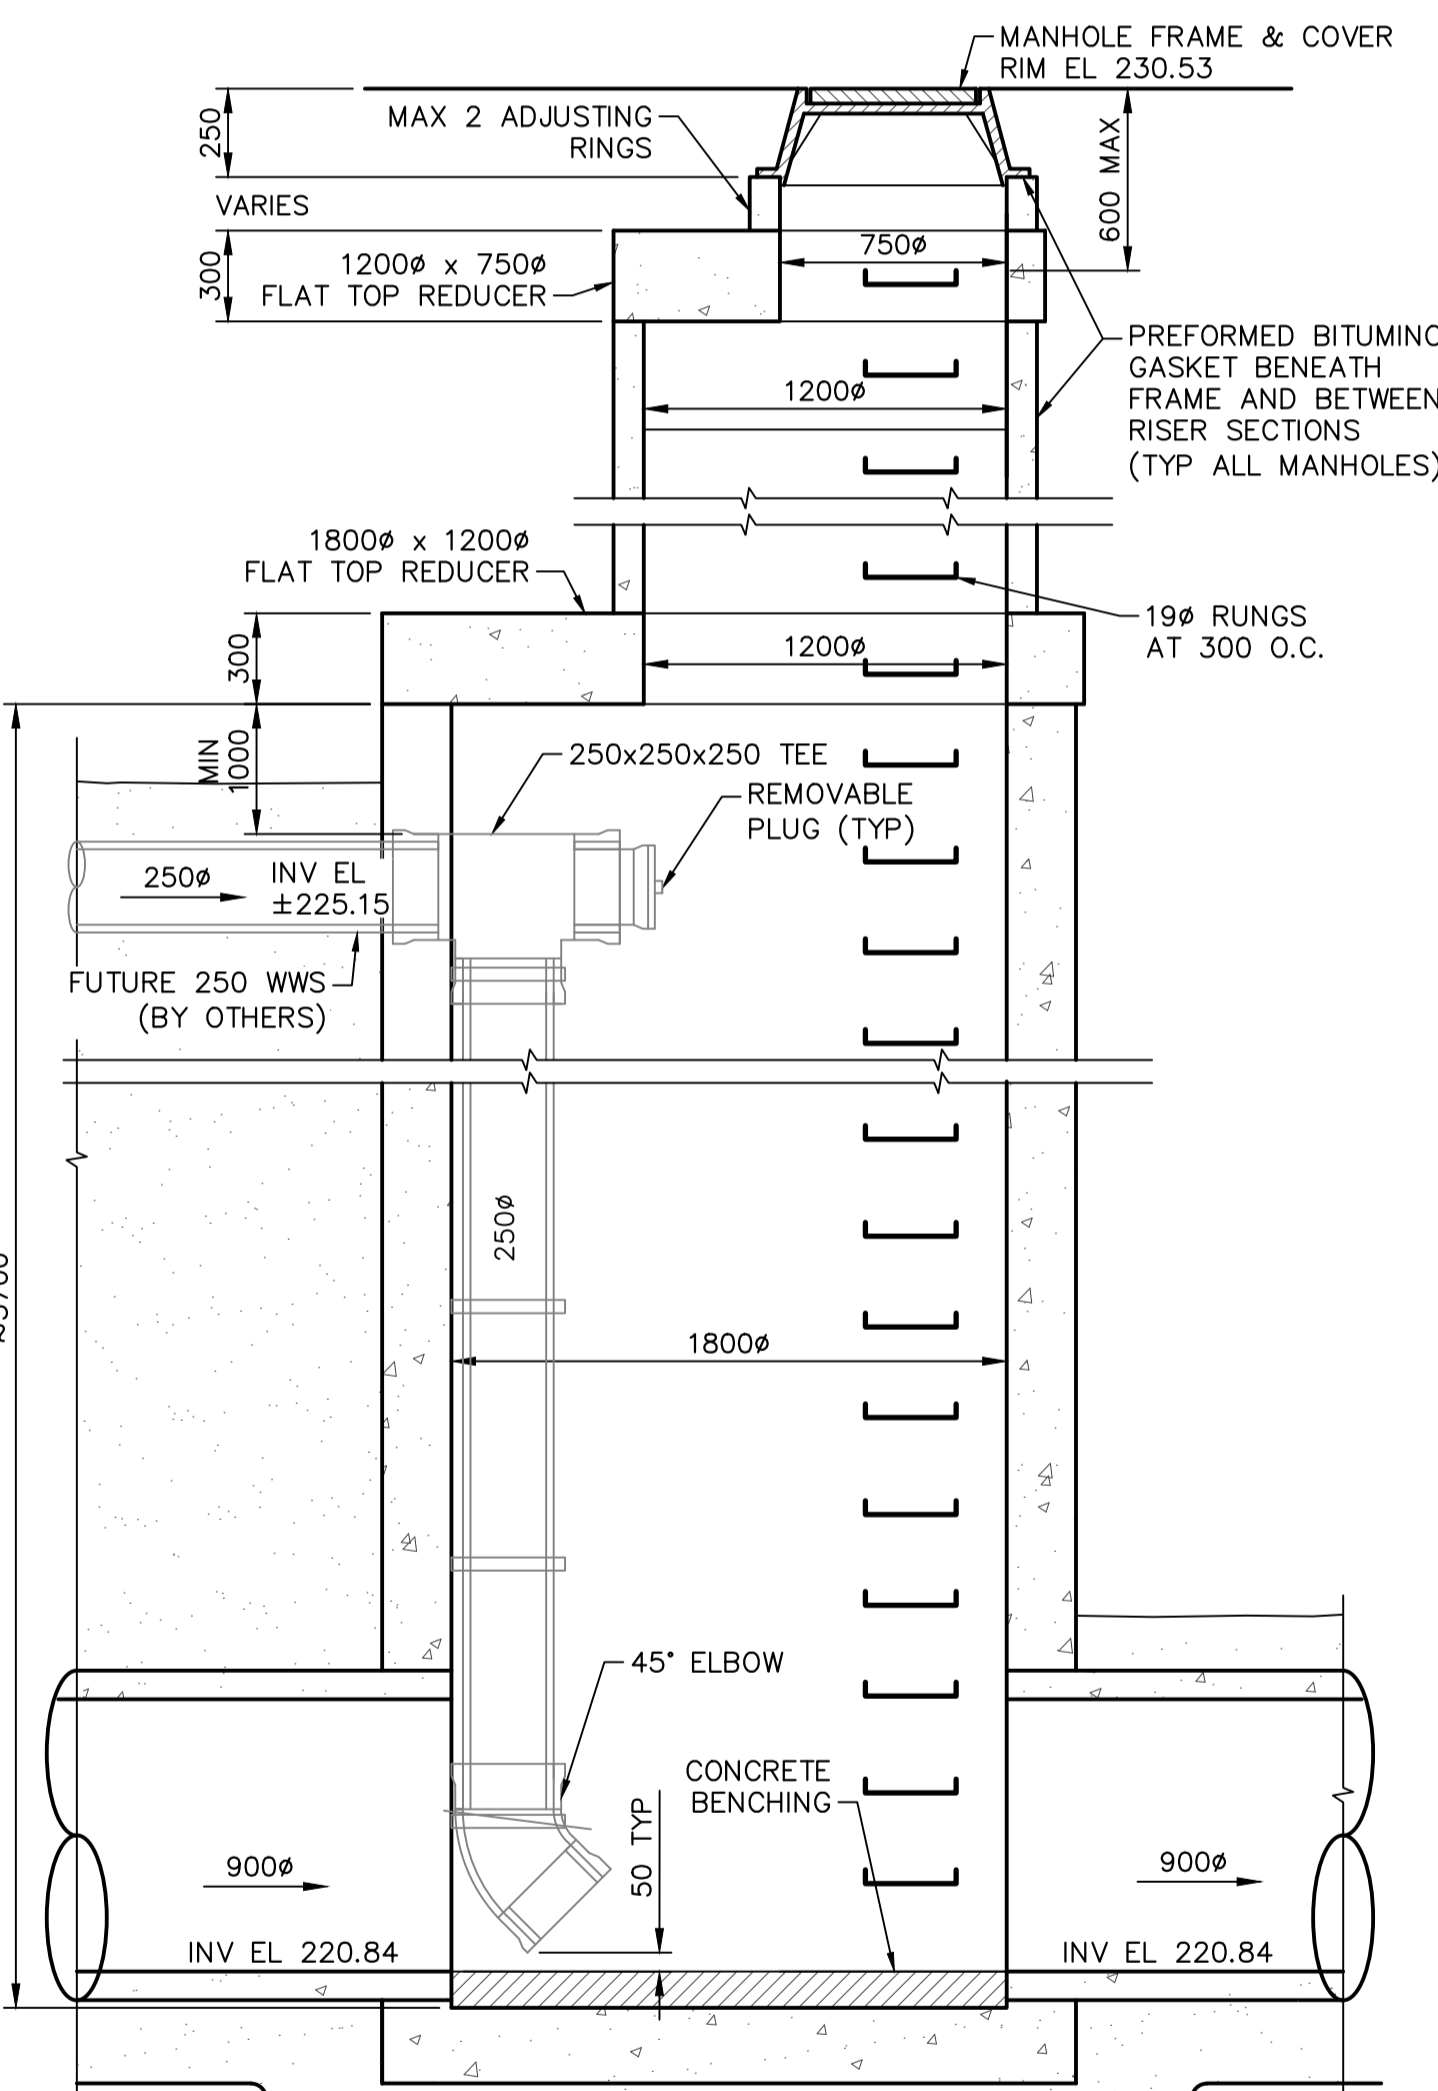 MANHOLE FRAME & COVER
RIM EL 230.53
MAX 2 ADJUSTING
RINGS
250
VARIES
600 MAX
1200ø x 750ø
FLAT TOP REDUCER
300
750ø
PREFORMED
GASKET BENEATH
FRAME AND BETWEEN
RISER SECTIONS
(TYP ALL MANHOLES)
1200ø
1800ø x 1200ø
FLAT TOP REDUCER
19ø RUNGS
AT 300 O.C.
300
1200ø
MIN
1000
250x250x250 TEE
REMOVABLE
PLUG (TYP)
250ø
INV EL
±225.15
FUTURE 250 WWS
(BY OTHERS)
250ø
1800ø
45° ELBOW
CONCRETE
BENCHING
50 TYP
900ø
INV EL 220.84
900ø
INV EL 220.84